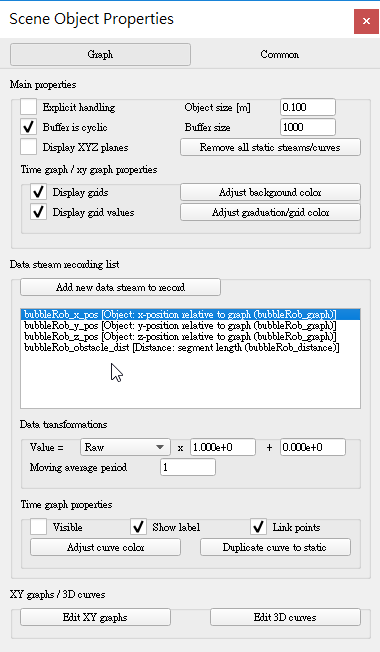 Scene Object Properties
Graph Common
Main properties
Explicit handling Object size [m] 0.100
Buffer is cyclic Buffer size 1000
Display XYZ planes Remove all static streams/curves
Time graph / xy graph properties
Display grids Adjust background color
Display grid values Adjust graduation/grid color
Data stream recording list
Add new data stream to record
bubbleRob_x_pos [Object: x-position relative to graph (bubbleRob_graph)]
bubbleRob_y_pos [Object: y-position relative to graph (bubbleRob_graph)]
bubbleRob_z_pos [Object: z-position relative to graph (bubbleRob_graph)]
bubbleRob_obstacle_dist [Distance: segment length (bubbleRob_distance)]
Data transformations
Value = Raw x 1.000e+0 + 0.000e+0
Moving average period 1
Time graph properties
Visible Show label Link points
Adjust curve color Duplicate curve to static
XY graphs / 3D curves
Edit XY graphs Edit 3D curves